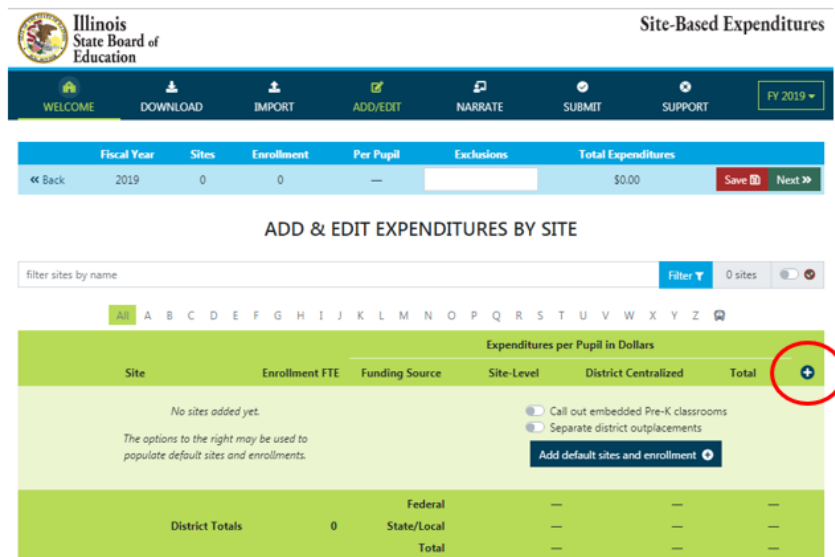 Illinois
State Board of
Education
Site-Based Expenditures
WELCOME DOWNLOAD IMPORT ADD/EDIT NARRATE SUBMIT SUPPORT FY 2019
Fiscal Year Sites Enrollment Per Pupil Exclusions Total Expenditures
« Back 2019 0 0 — $0.00 Save Next »
ADD & EDIT EXPENDITURES BY SITE
filter sites by name Filter 0 sites
All A B C D E F G H I J K L M N O P Q R S T U V W X Y Z
Expenditures per Pupil in Dollars
Site Enrollment FTE Funding Source Site-Level District Centralized Total
No sites added yet.
The options to the right may be used to
populate default sites and enrollments.
Call out embedded Pre-K classrooms
Separate district outplacements
Add default sites and enrollment
Federal — — —
District Totals 0 State/Local — — —
Total — — —